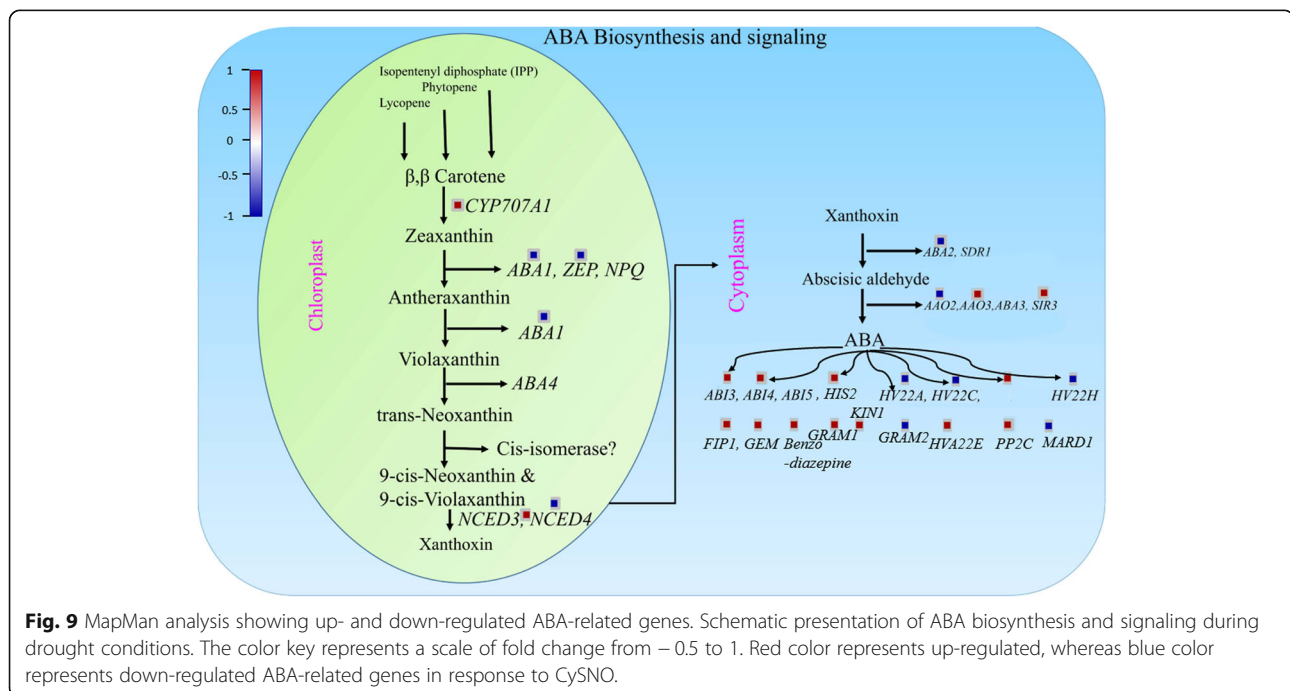 ABA Biosynthesis and signaling
1
0.5
0
-0.5
-1
Isopentenyl diphosphate (IPP)
Phytopene
Lycopene
β,β Carotene
CYP707A1
Zeaxanthin
ABA1, ZEP, NPQ
Antheraxanthin
ABA1
Violaxanthin
ABA4
trans-Neoxanthin
Cis-isomerase?
9-cis-Neoxanthin &
9-cis-Violaxanthin
NCED3, NCED4
Xanthoxin
Chloroplast
Cytoplasm
Xanthoxin
ABA2, SDR1
Abscisic aldehyde
AAO2, AAO3, ABA3, SIR3
ABA
ABI3, ABI4, ABI5, HIS2 HV22A, HV22C, HV22H
KIN1
FIP1, GEM Benzo GRAM1 GRAM2 HVA22E PP2C MARD1
-diazepine
Fig. 9 MapMan analysis showing up- and down-regulated ABA-related genes. Schematic presentation of ABA biosynthesis and signaling during
drought conditions. The color key represents a scale of fold change from − 0.5 to 1. Red color represents up-regulated, whereas blue color
represents down-regulated ABA-related genes in response to CySNO.